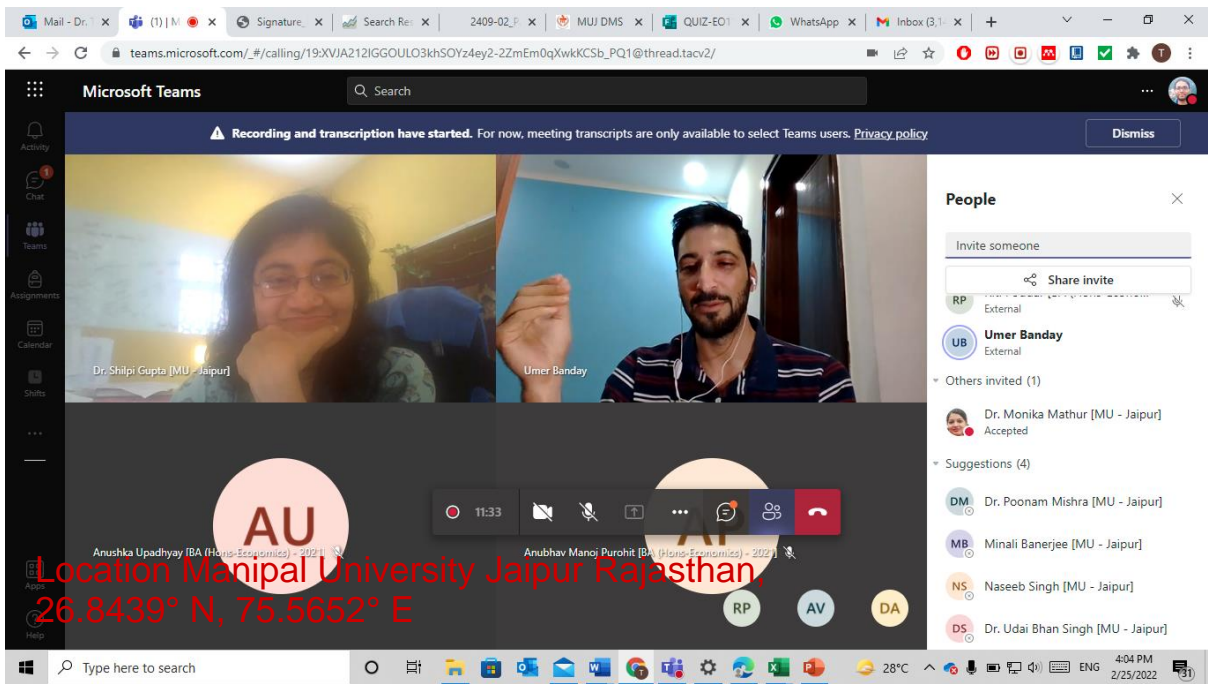 Mail - Dr. T
(1) | M
Signature_
Search Res
2409-02_P
MUJ DMS
QUIZ-EO1
WhatsApp
Inbox (3,1
teams.microsoft.com/_#/calling/19:XVJA212IGGOULO3khSOYz4ey2-2ZmEm0qXwkKCSb_PQ1@thread.tacv2/
T
Microsoft Teams
Search
Recording and transcription have started. For now, meeting transcripts are only available to select Teams users. Privacy policy
Dismiss
Activity
1
Chat
Teams
Assignments
Calendar
Shifts
Apps
Help
Dr. Shilpi Gupta [MU - Jaipur]
Umer Banday
AU
Anushka Upadhyay [BA (Hons-Economics) - 2021]
AP
Anubhav Manoj Purohit [BA (Hons-Economics) - 2021]
11:33
RP
AV
DA
People
Invite someone
Share invite
RP
External
UB
Umer Banday
External
Others invited (1)
Dr. Monika Mathur [MU - Jaipur]
Accepted
Suggestions (4)
DM
Dr. Poonam Mishra [MU - Jaipur]
MB
Minali Banerjee [MU - Jaipur]
NS
Naseeb Singh [MU - Jaipur]
DS
Dr. Udai Bhan Singh [MU - Jaipur]
Location Manipal University Jaipur Rajasthan,
26.8439° N, 75.5652° E
Type here to search
28°C
ENG
4:04 PM
2/25/2022
31